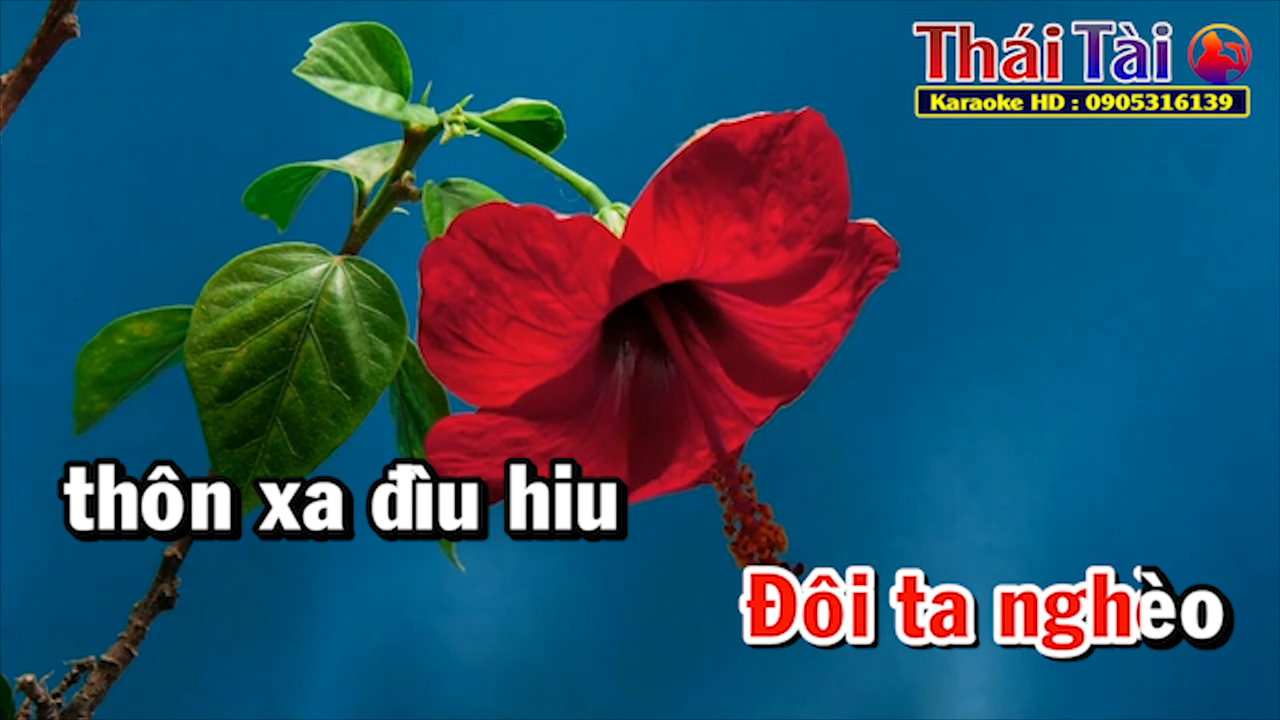 Thái Tài
Karaoke HD : 0905316139
thôn xa đìu hiu
Đôi ta nghèo